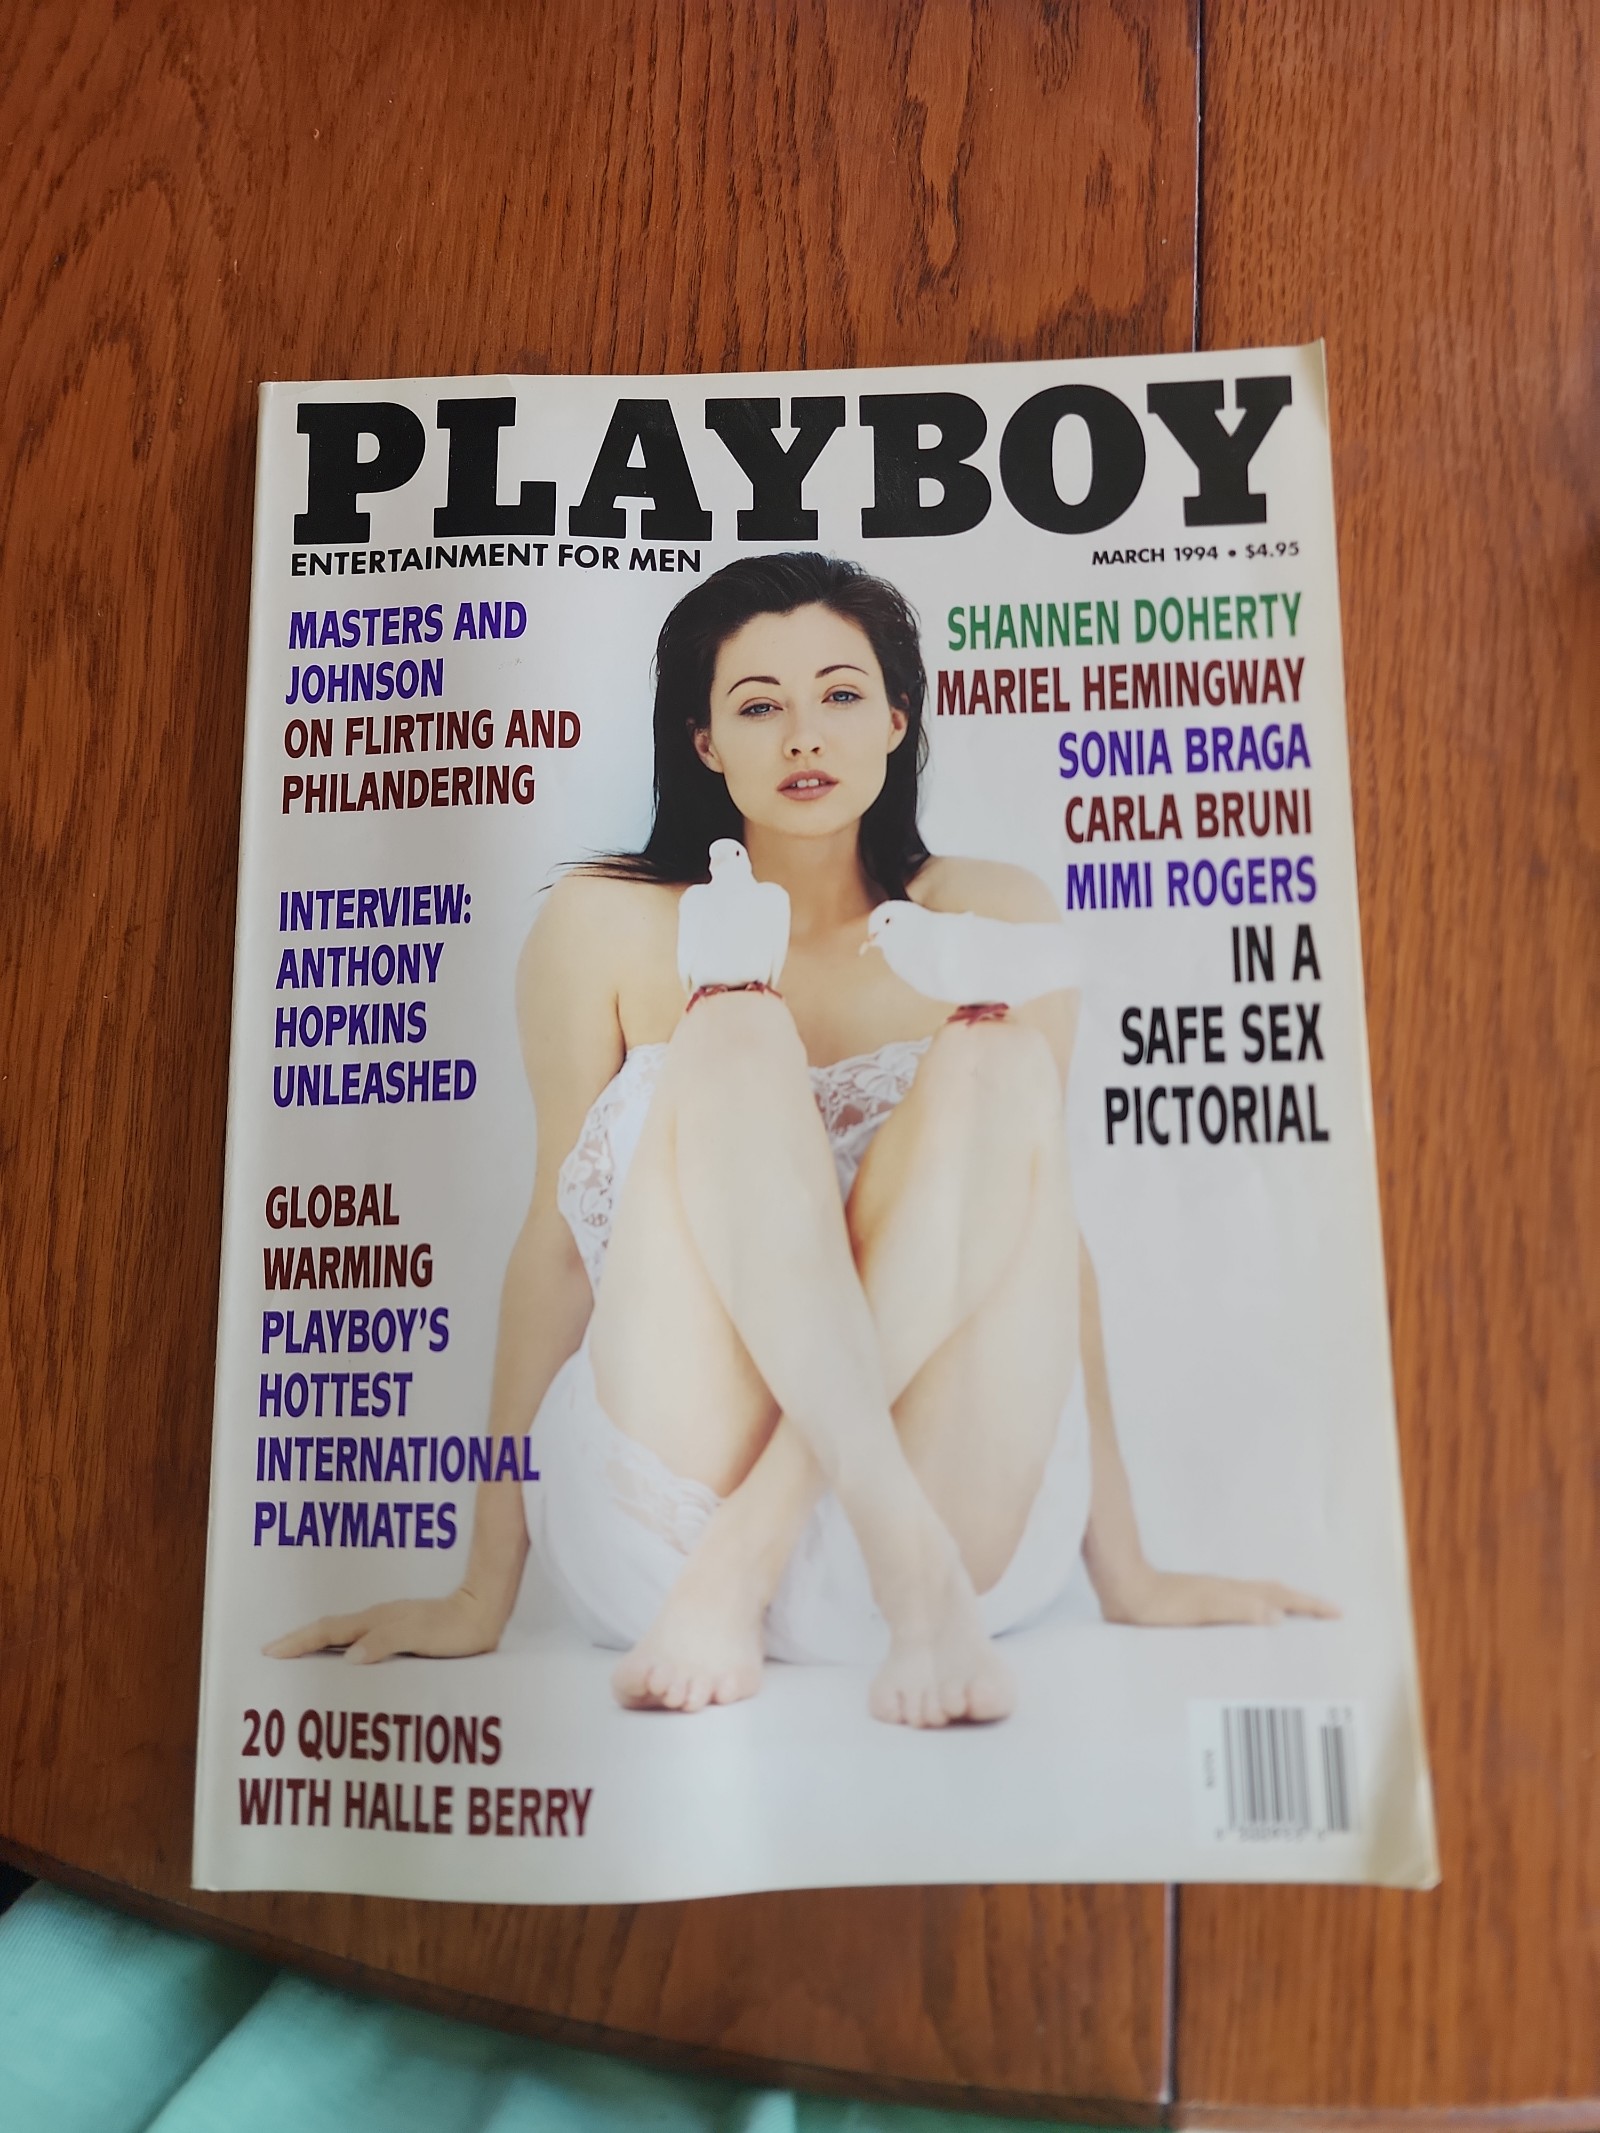 PLAYBOY
ENTERTAINMENT FOR MEN
MARCH 1994 • $4.95
MASTERS AND
JOHNSON
ON FLIRTING AND
PHILANDERING
INTERVIEW:
ANTHONY
HOPKINS
UNLEASHED
GLOBAL
WARMING
PLAYBOY'S
HOTTEST
INTERNATIONAL
PLAYMATES
20 QUESTIONS
WITH HALLE BERRY
SHANNEN DOHERTY
MARIEL HEMINGWAY
SONIA BRAGA
CARLA BRUNI
MIMI ROGERS
IN A
SAFE SEX
PICTORIAL